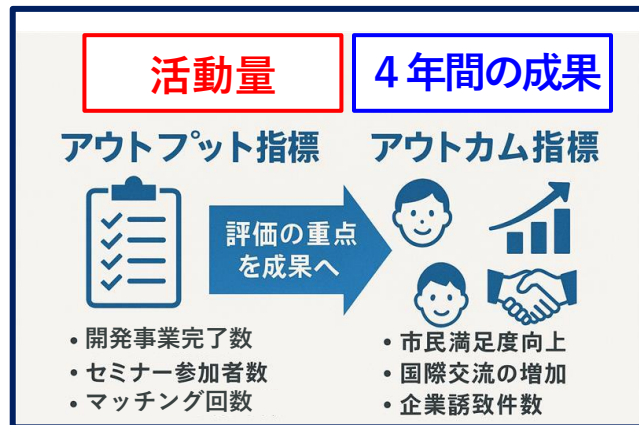 活動量
４年間の成果
アウトプット指標
アウトカム指標
評価の重点
を成果へ
・開発事業完了数
・セミナー参加者数
・マッチング回数
・市民満足度向上
・国際交流の増加
・企業誘致件数